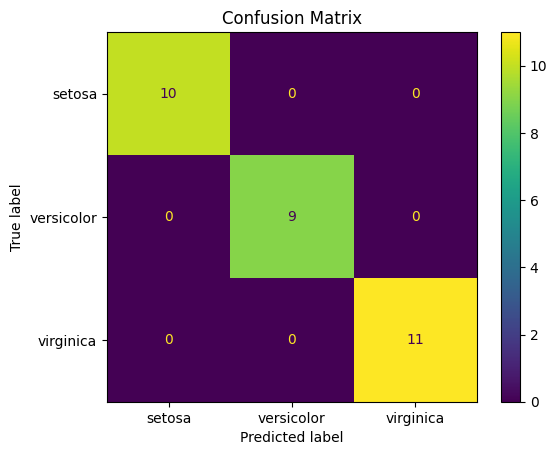 Confusion Matrix
True label
setosa
10 0 0
versicolor
0 9 0
virginica
0 0 11
setosa versicolor virginica
Predicted label
10
8
6
4
2
0